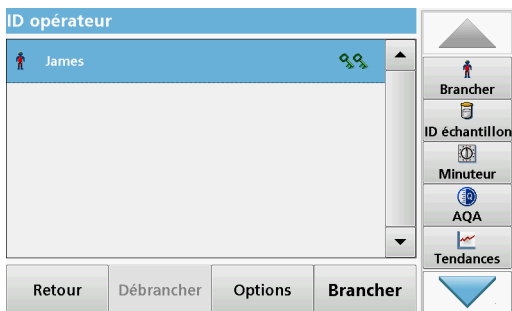 ID opérateur
James
Brancher
ID échantillon
Minuteur
AQA
Tendances
Retour
Débrancher
Options
Brancher